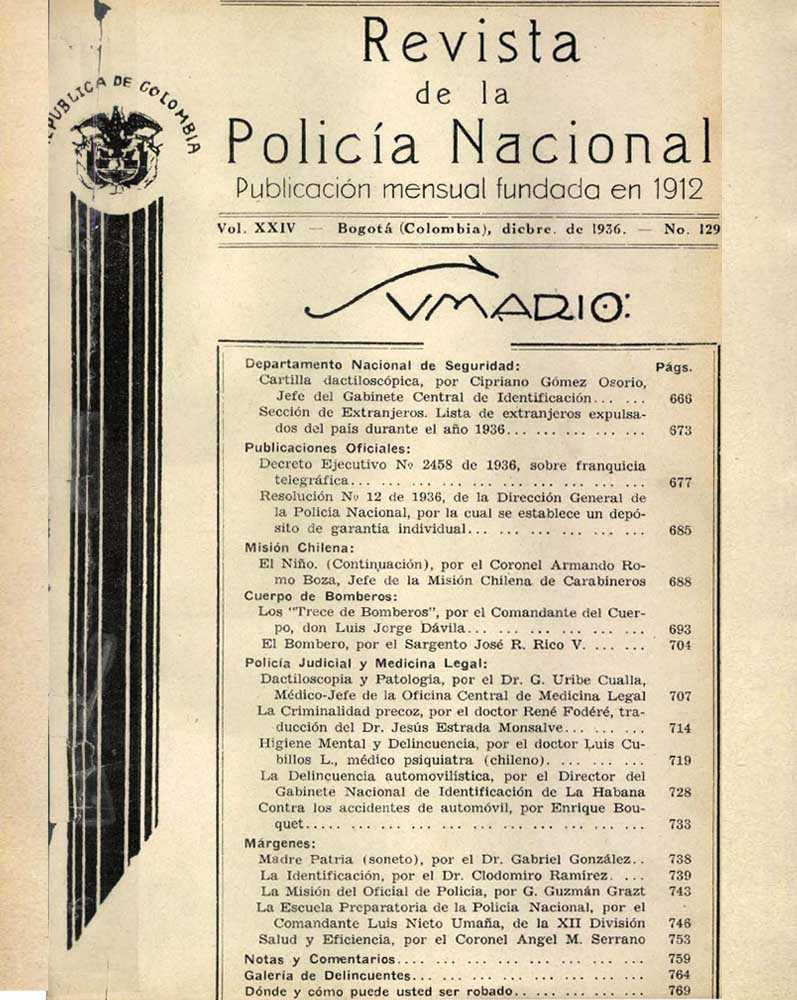 Revista
de la
Policía Nacional
Publicación mensual fundada en 1912
REPUBLICA DE COLOMBIA
Vol. XXIV — Bogotá (Colombia), dicbre. de 1936. — No. 129
SUMARIO:
Departamento Nacional de Seguridad: Págs.
Cartilla dactiloscópica, por Cipriano Gómez Osorio,
Jefe del Gabinete Central de Identificación... ... 666
Sección de Extranjeros. Lista de extranjeros expulsa-
dos del país durante el año 1936... ... ... ... ... 673
Publicaciones Oficiales:
Decreto Ejecutivo Nº 2458 de 1936, sobre franquicia
telegráfica... ... ... ... ... ... ... ... ... ... ... 677
Resolución Nº 12 de 1936, de la Dirección General de
la Policía Nacional, por la cual se establece un depó-
sito de garantía individual... ... ... ... ... ... ... 685
Misión Chilena:
El Niño. (Continuación), por el Coronel Armando Ro-
mo Boza, Jefe de la Misión Chilena de Carabineros 688
Cuerpo de Bomberos:
Los "Trece de Bomberos", por el Comandante del Cuer-
po, don Luis Jorge Dávila... ... ... ... ... ... ... 693
El Bombero, por el Sargento José R. Rico V. ... ... 704
Policía Judicial y Medicina Legal:
Dactiloscopia y Patología, por el Dr. G. Uribe Cualla,
Médico-Jefe de la Oficina Central de Medicina Legal 707
La Criminalidad precoz, por el doctor René Fodéré, tra-
ducción del Dr. Jesús Estrada Monsalve... ... ... 714
Higiene Mental y Delincuencia, por el doctor Luis Cu-
billos L., médico psiquiatra (chileno). ... ... ... ... 719
La Delincuencia automovilística, por el Director del
Gabinete Nacional de Identificación de La Habana 728
Contra los accidentes de automóvil, por Enrique Bou-
quet..... ... ... ... ... ... ... ... ... ... ... ... ... 733
Márgenes:
Madre Patria (soneto), por el Dr. Gabriel González.. 738
La Identificación, por el Dr. Clodomiro Ramírez. ... 739
La Misión del Oficial de Policía, por G. Guzmán Grazt 743
La Escuela Preparatoria de la Policía Nacional, por el
Comandante Luis Nieto Umaña, de la XII División 746
Salud y Eficiencia, por el Coronel Angel M. Serrano 753
Notas y Comentarios.... ... ... ... ... ... ... ... ... 759
Galería de Delincuentes... ... ... ... ... ... ... ... 764
Dónde y cómo puede usted ser robado.. ... ... ... ... 769